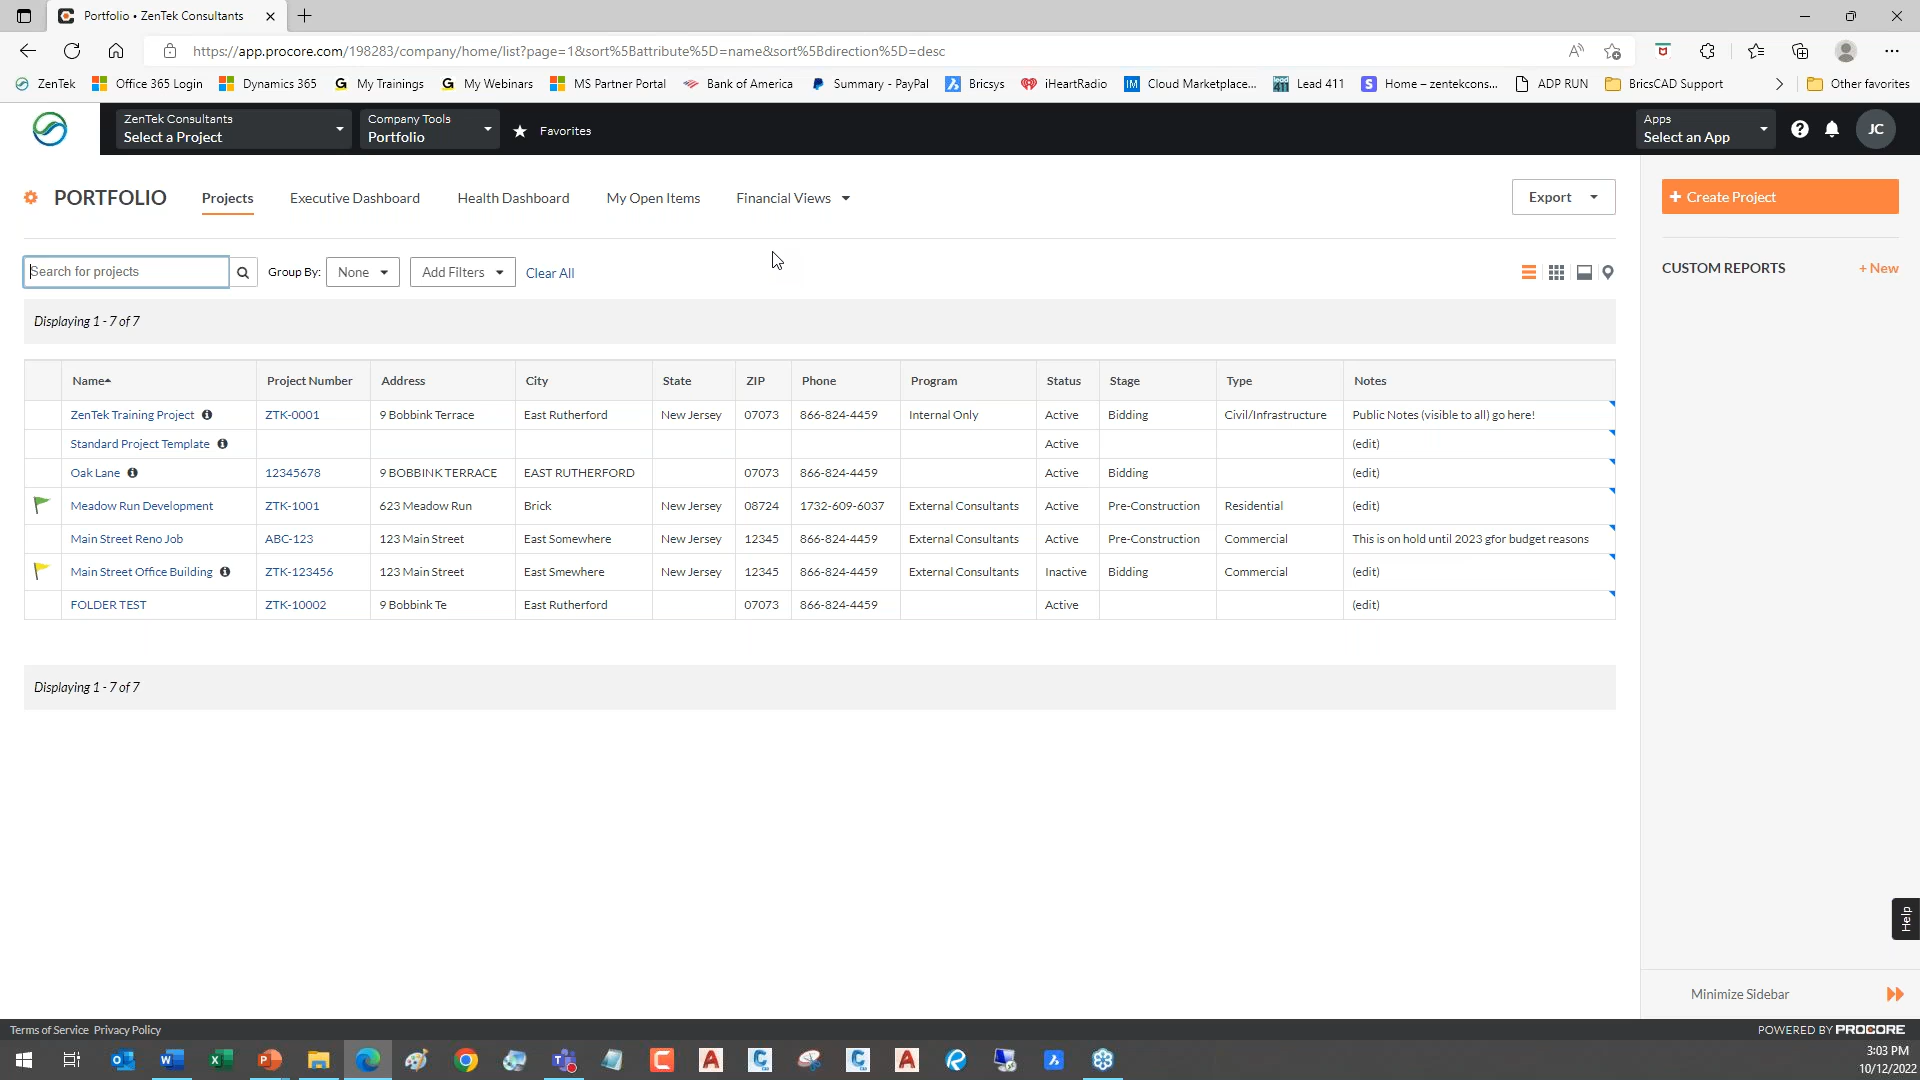 Portfolio • ZenTek Consultants
https://app.procore.com/198283/company/home/list?page=1&sort%5Battribute%5D=name&sort%5Bdirection%5D=desc
ZenTek Office 365 Login Dynamics 365 My Trainings My Webinars MS Partner Portal Bank of America Summary - PayPal Bricsys iHeartRadio IM Cloud Marketplace... Lead 411 Home – zentekcons... ADP RUN BricsCAD Support Other favorites
ZenTek Consultants
Select a Project
Company Tools
Portfolio
Favorites
Apps
Select an App
JC
PORTFOLIO Projects Executive Dashboard Health Dashboard My Open Items Financial Views Export
+ Create Project
Search for projects Group By: None Add Filters Clear All
CUSTOM REPORTS + New
Displaying 1 - 7 of 7
Name Project Number Address City State ZIP Phone Program Status Stage Type Notes
ZenTek Training Project ZTK-0001 9 Bobbink Terrace East Rutherford New Jersey 07073 866-824-4459 Internal Only Active Bidding Civil/Infrastructure Public Notes (visible to all) go here!
Standard Project Template Active (edit)
Oak Lane 12345678 9 BOBBINK TERRACE EAST RUTHERFORD 07073 866-824-4459 Active Bidding (edit)
Meadow Run Development ZTK-1001 623 Meadow Run Brick New Jersey 08724 1732-609-6037 External Consultants Active Pre-Construction Residential (edit)
Main Street Reno Job ABC-123 123 Main Street East Somewhere New Jersey 12345 866-824-4459 External Consultants Active Pre-Construction Commercial This is on hold until 2023 gfor budget reasons
Main Street Office Building ZTK-123456 123 Main Street East Smewhere New Jersey 12345 866-824-4459 External Consultants Inactive Bidding Commercial (edit)
FOLDER TEST ZTK-10002 9 Bobbink Te East Rutherford 07073 866-824-4459 Active (edit)
Displaying 1 - 7 of 7
Help
Minimize Sidebar
Terms of Service Privacy Policy POWERED BY PROCORE
3:03 PM
10/12/2022